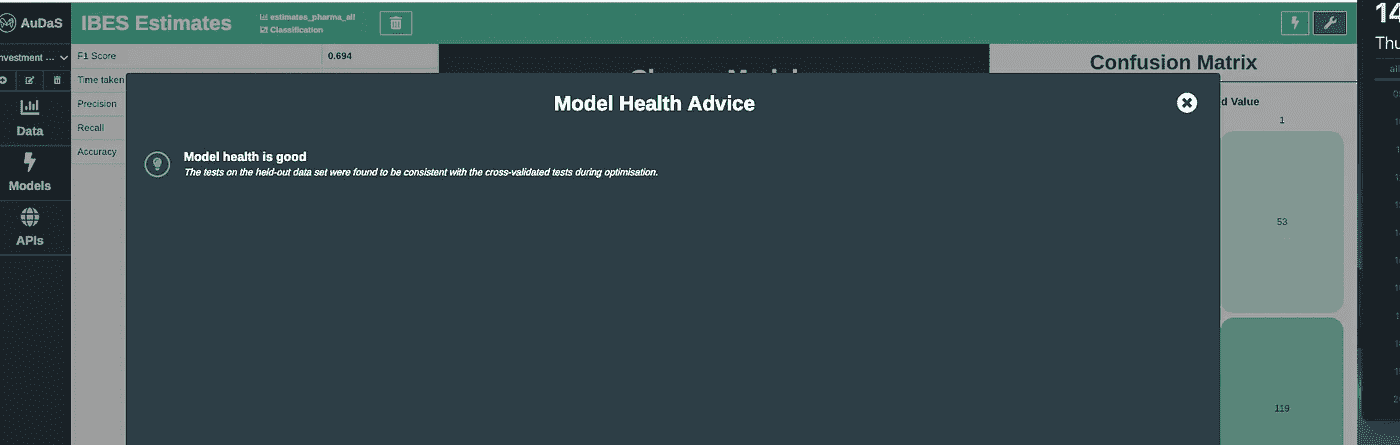 AuDaS
IBES Estimates
estimates_pharma_all
Classification
nvestment ...
F1 Score 0.694
Time taken
Precision
Recall
Accuracy
Data
Models
APIs
Confusion Matrix
d Value
1
53
119
Model Health Advice
Model health is good
The tests on the held-out data set were found to be consistent with the cross-validated tests during optimisation.
14
Thu